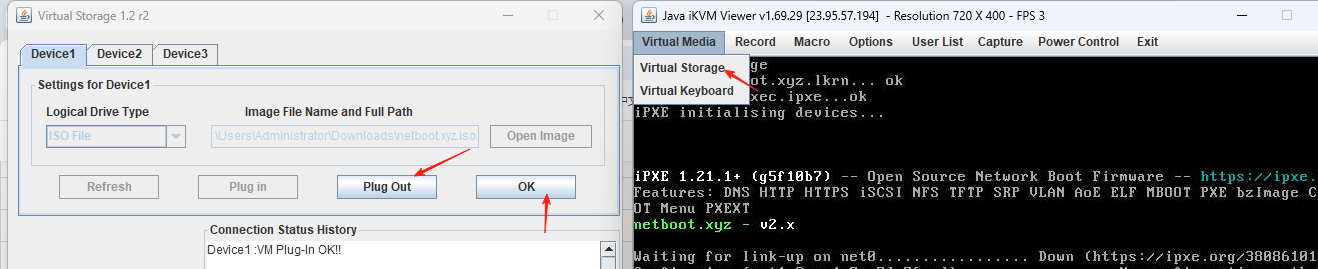 Virtual Storage 1.2 r2
Device1 Device2 Device3
Settings for Device1
Logical Drive Type Image File Name and Full Path
ISO File :\Users\Administrator\Downloads\netboot.xyz.iso Open Image
Refresh Plug in Plug Out OK
Connection Status History
Device1 :VM Plug-In OK!!
Java iKVM Viewer v1.69.29 [23.95.57.194] - Resolution 720 X 400 - FPS 3
Virtual Media Record Macro Options User List Capture Power Control Exit
Virtual Storage
Virtual Keyboard
ge
ot.xyz.lkrn... ok
xec.ipxe...ok
iPXE initialising devices...
iPXE 1.21.1+ (g5f10b7) -- Open Source Network Boot Firmware -- https://ipxe.
Features: DNS HTTP HTTPS iSCSI NFS TFTP SRP VLAN AoE ELF MBOOT PXE bzImage C
OT Menu PXEXT
netboot.xyz - v2.x
Waiting for link-up on net0................. Down (https://ipxe.org/38086101